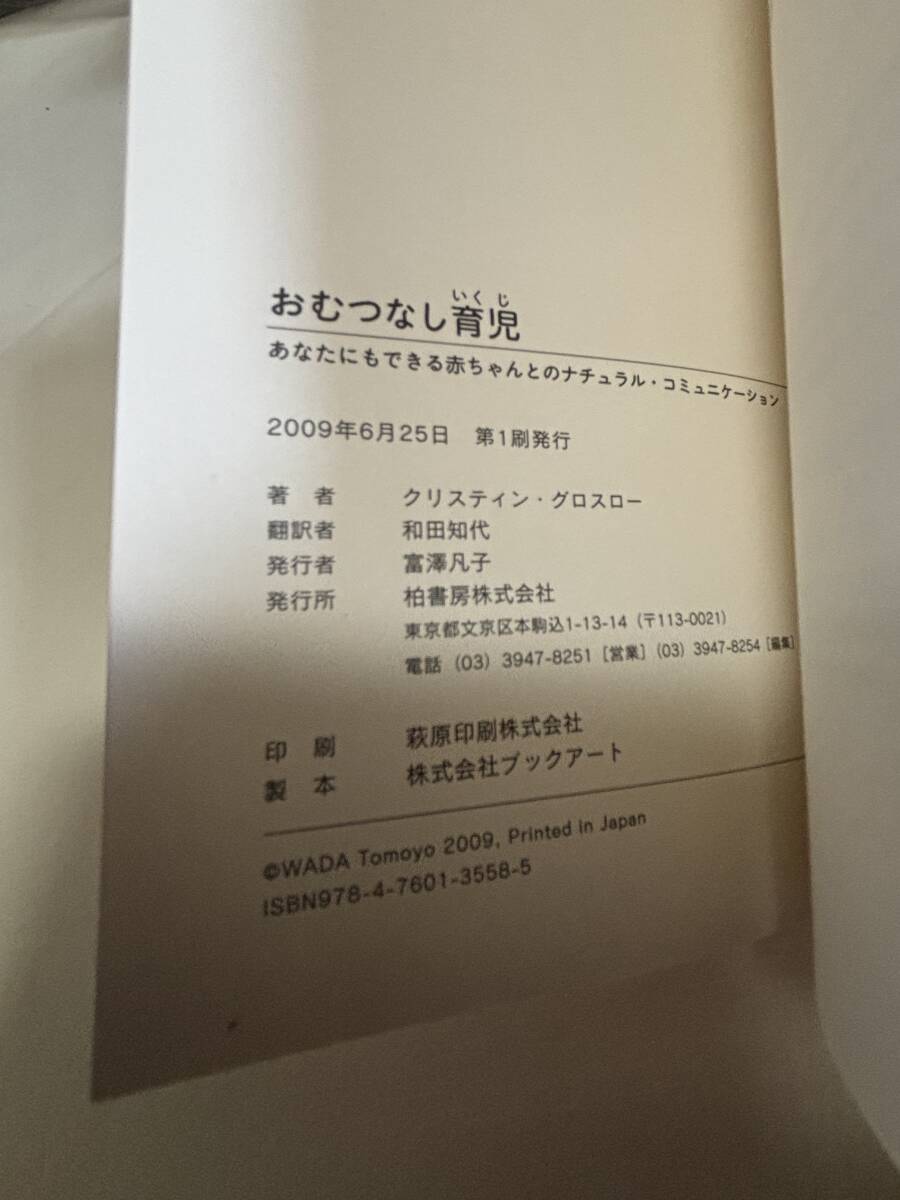 おむつなし育児
いくじ
あなたにもできる赤ちゃんとのナチュラル・コミュニケーション
2009年6月25日　第1刷発行
著　者　クリスティン・グロスロー
翻訳者　和田知代
発行者　富澤凡子
発行所　柏書房株式会社
東京都文京区本駒込1-13-14（〒113-0021）
電話（03）3947-8251［営業］（03）3947-8254［編集］
印　刷　萩原印刷株式会社
製　本　株式会社ブックアート
©WADA Tomoyo 2009, Printed in Japan
ISBN978-4-7601-3558-5